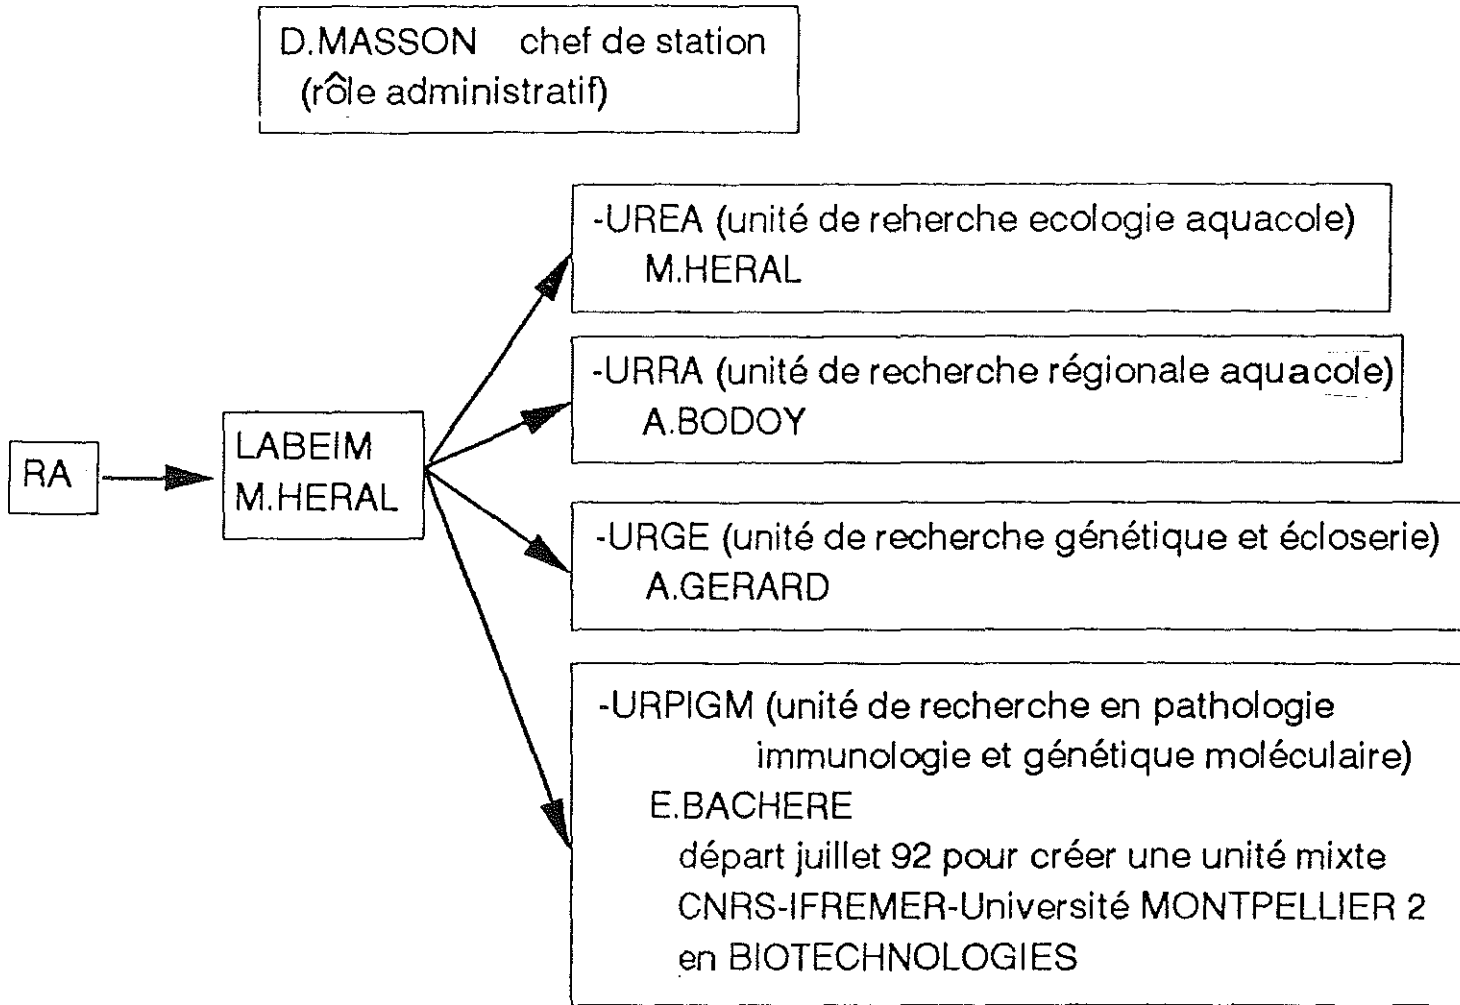 D.MASSON chef de station
(rôle administratif)
-UREA (unité de reherche ecologie aquacole)
M.HERAL
-URRA (unité de recherche régionale aquacole)
A.BODOY
RA
LABEIM
M.HERAL
-URGE (unité de recherche génétique et écloserie)
A.GERARD
-URPIGM (unité de recherche en pathologie
immunologie et génétique moléculaire)
E.BACHERE
départ juillet 92 pour créer une unité mixte
CNRS-IFREMER-Université MONTPELLIER 2
en BIOTECHNOLOGIES